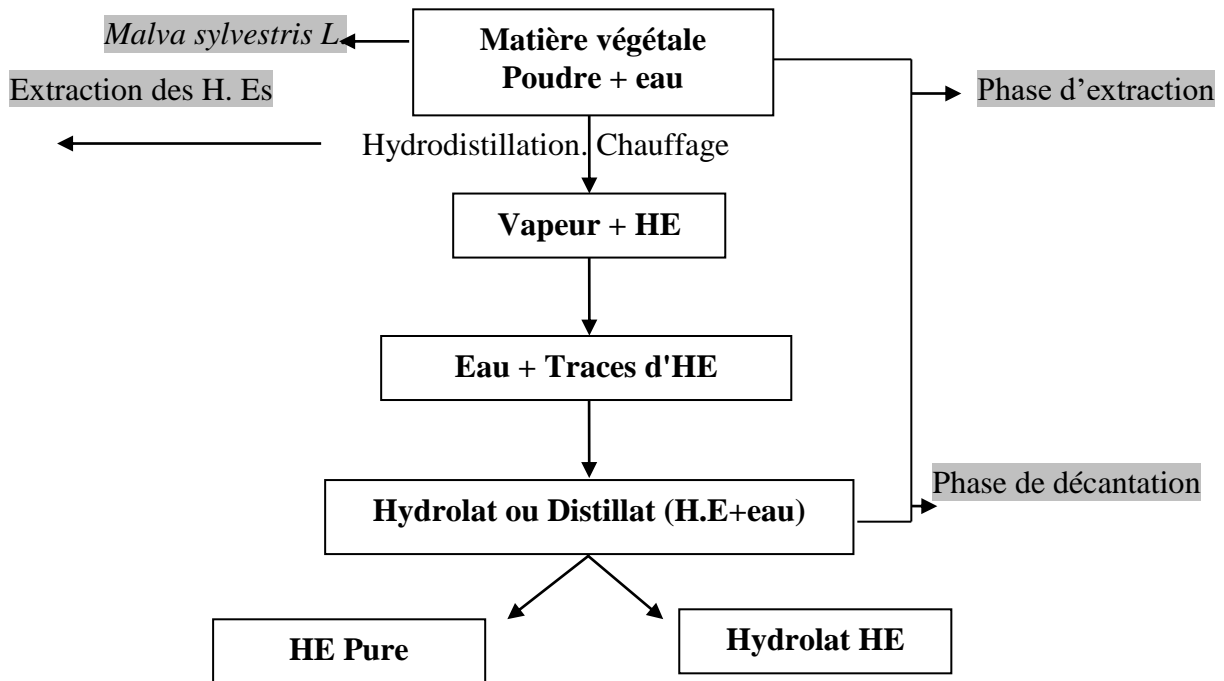 Malva sylvestris L
Matière végétale
Poudre + eau
Extraction des H. Es
Phase d’extraction
Hydrodistillation. Chauffage
Vapeur + HE
Eau + Traces d'HE
Phase de décantation
Hydrolat ou Distillat (H.E+eau)
HE Pure
Hydrolat HE